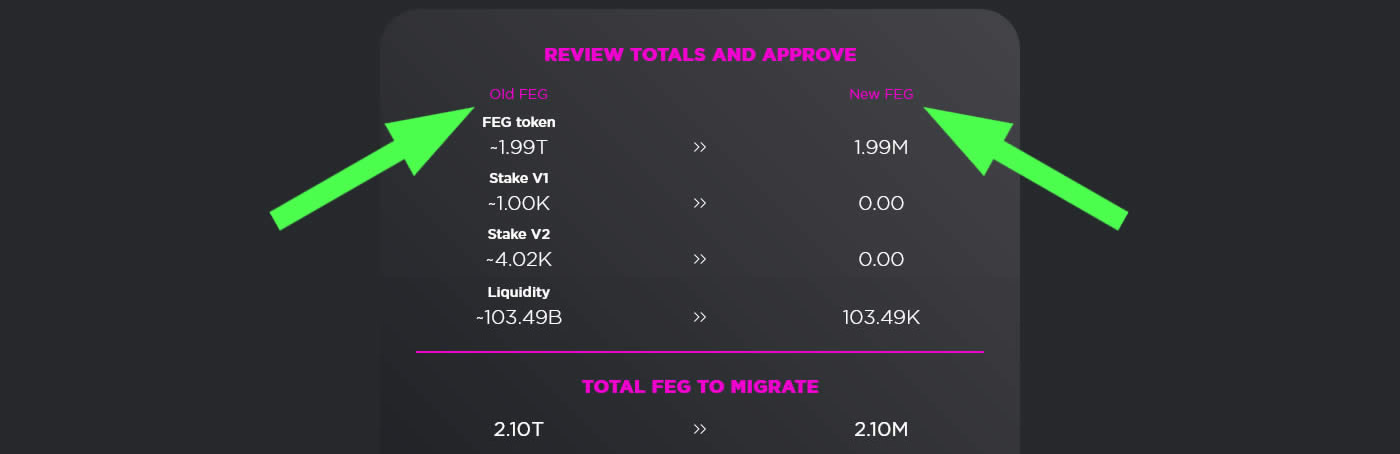 REVIEW TOTALS AND APPROVE
Old FEG New FEG
FEG token
~1.99T >> 1.99M
Stake V1
~1.00K >> 0.00
Stake V2
~4.02K >> 0.00
Liquidity
~103.49B >> 103.49K
TOTAL FEG TO MIGRATE
2.10T >> 2.10M